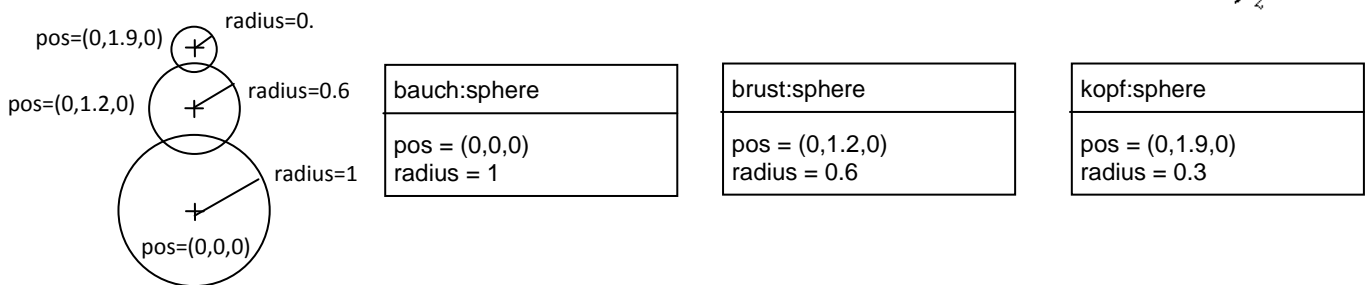 z
radius=0.
pos=(0,1.9,0)
radius=0.6
pos=(0,1.2,0)
radius=1
pos=(0,0,0)
bauch:sphere
pos = (0,0,0)
radius = 1
brust:sphere
pos = (0,1.2,0)
radius = 0.6
kopf:sphere
pos = (0,1.9,0)
radius = 0.3